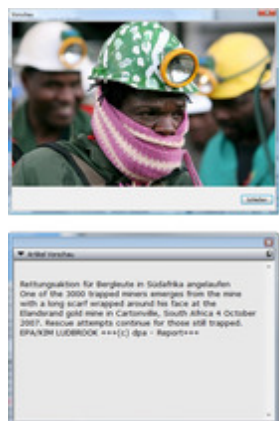 Vorschau
Schließen
Artikel Vorschau
Rettungsaktion für Bergleute in Südafrika angelaufen
One of the 3000 trapped miners emerges from the mine
with a long scarf wrapped around his face at the
Elandsrand gold mine in Cartonville, South Africa 4 October
2007. Rescue attempts continue for those still trapped.
EPA/KIM LUDBROOK +++(c) dpa - Report+++